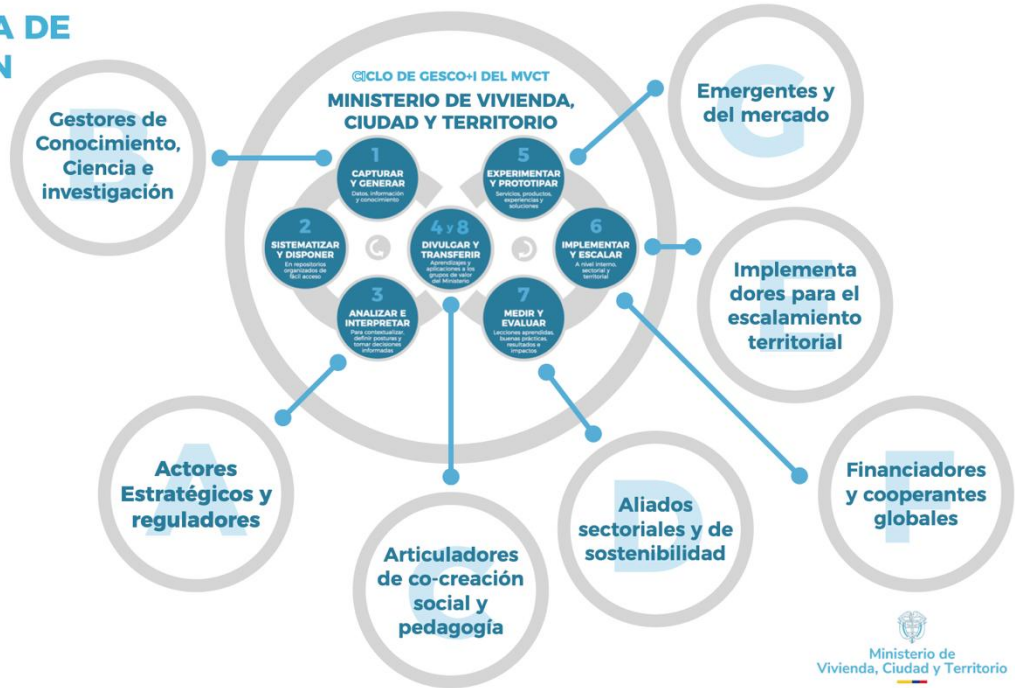 A DE
N
CICLO DE GESCO+I DEL MVCT
MINISTERIO DE VIVIENDA,
CIUDAD Y TERRITORIO
1
CAPTURAR
Y GENERAR
Datos, información
y conocimiento
2
SISTEMATIZAR
Y DISPONER
En repositorios
organizados de
fácil acceso
3
ANALIZAR E
INTERPRETAR
Para contextualizar,
definir posturas y
tomar decisiones
informadas
4 y 8
DIVULGAR Y
TRANSFERIR
Aprendizajes y
aplicaciones a los
grupos de valor
del Ministerio
5
EXPERIMENTAR
Y PROTOTIPAR
Servicios, productos,
experiencias y
soluciones
6
IMPLEMENTAR
Y ESCALAR
A nivel interno,
sectorial y
territorial
7
MEDIR Y
EVALUAR
Lecciones aprendidas,
buenas prácticas,
resultados e
impactos
B
Gestores de
Conocimiento,
Ciencia e
investigación
G
Emergentes y
del mercado
E
Implementa
dores para el
escalamiento
territorial
A
Actores
Estratégicos y
reguladores
C
Articuladores
de co-creación
social y
pedagogía
D
Aliados
sectoriales y de
sostenibilidad
F
Financiadores
y cooperantes
globales
Ministerio de
Vivienda, Ciudad y Territorio